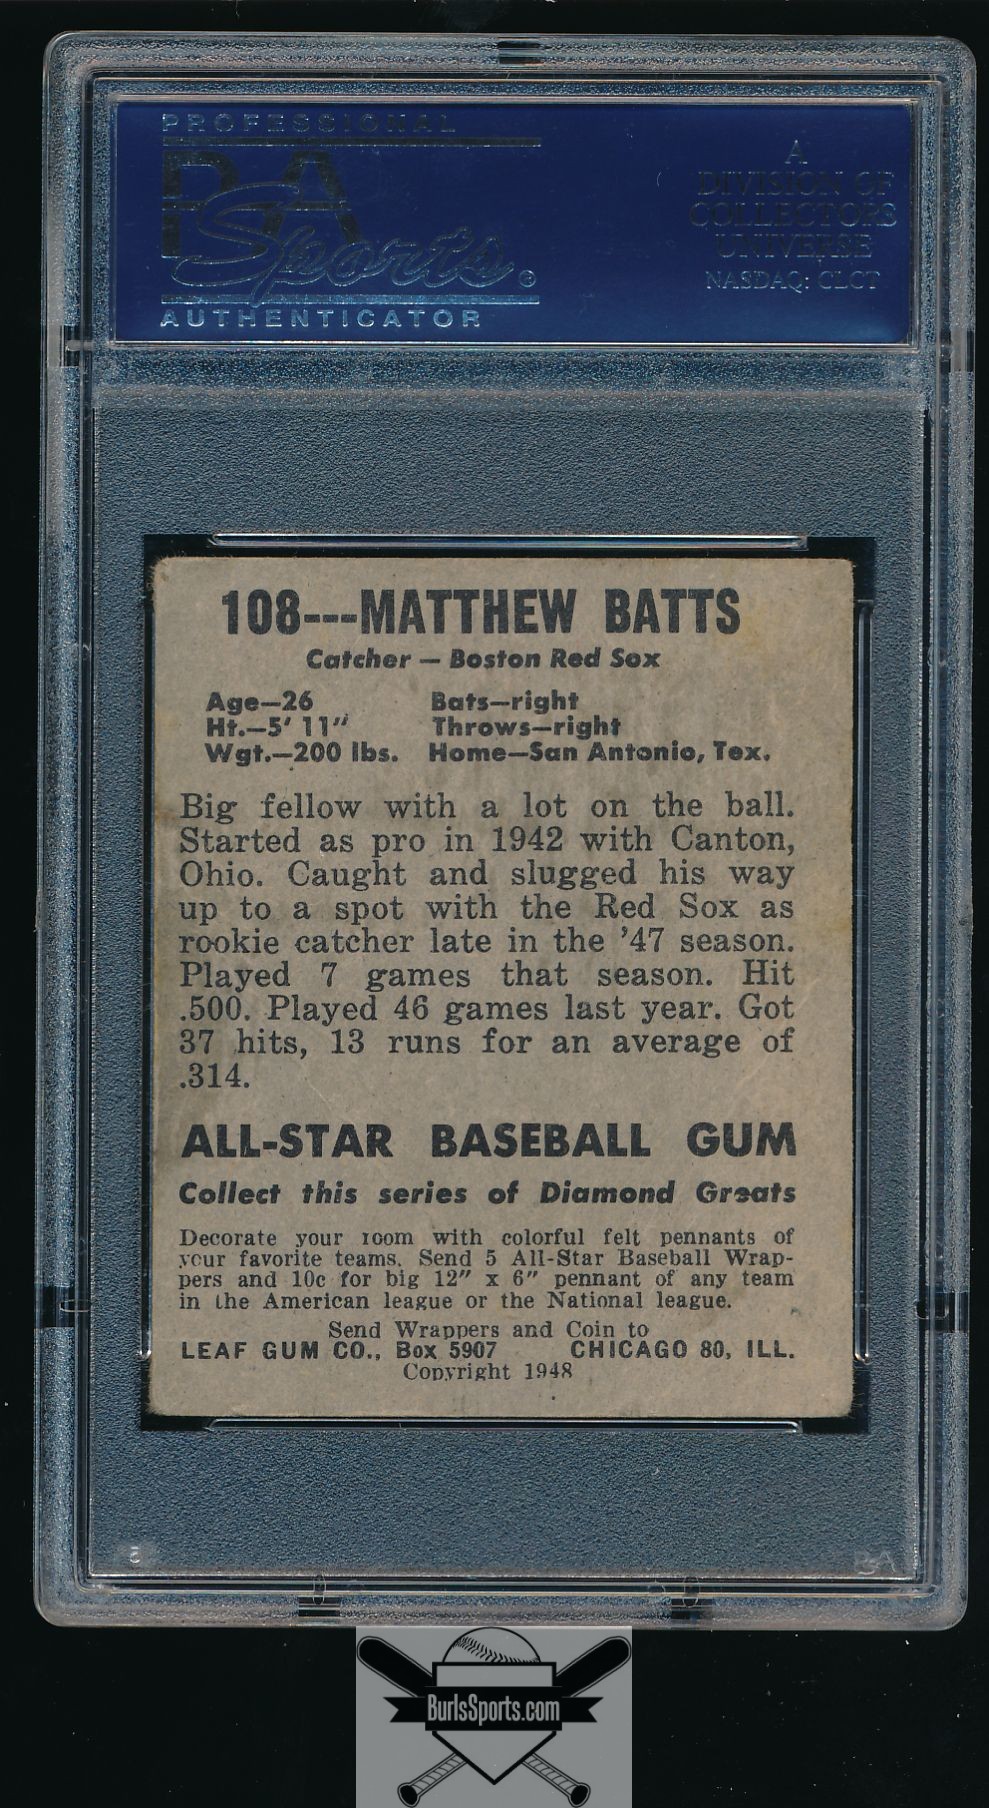 PROFESSIONAL
PSA
Sports
AUTHENTICATOR
A
DIVISION OF
COLLECTORS
UNIVERSE
NASDAQ: CLCT
108---MATTHEW BATTS
Catcher — Boston Red Sox
Age—26 Bats—right
Ht.—5' 11" Throws—right
Wgt.—200 lbs. Home—San Antonio, Tex.
Big fellow with a lot on the ball.
Started as pro in 1942 with Canton,
Ohio. Caught and slugged his way
up to a spot with the Red Sox as
rookie catcher late in the '47 season.
Played 7 games that season. Hit
.500. Played 46 games last year. Got
37 hits, 13 runs for an average of
.314.
ALL-STAR BASEBALL GUM
Collect this series of Diamond Greats
Decorate your room with colorful felt pennants of
your favorite teams. Send 5 All-Star Baseball Wrap-
pers and 10c for big 12" x 6" pennant of any team
in the American league or the National league.
Send Wrappers and Coin to
LEAF GUM CO., Box 5907 CHICAGO 80, ILL.
Copyright 1948
PSA
BurlsSports.com